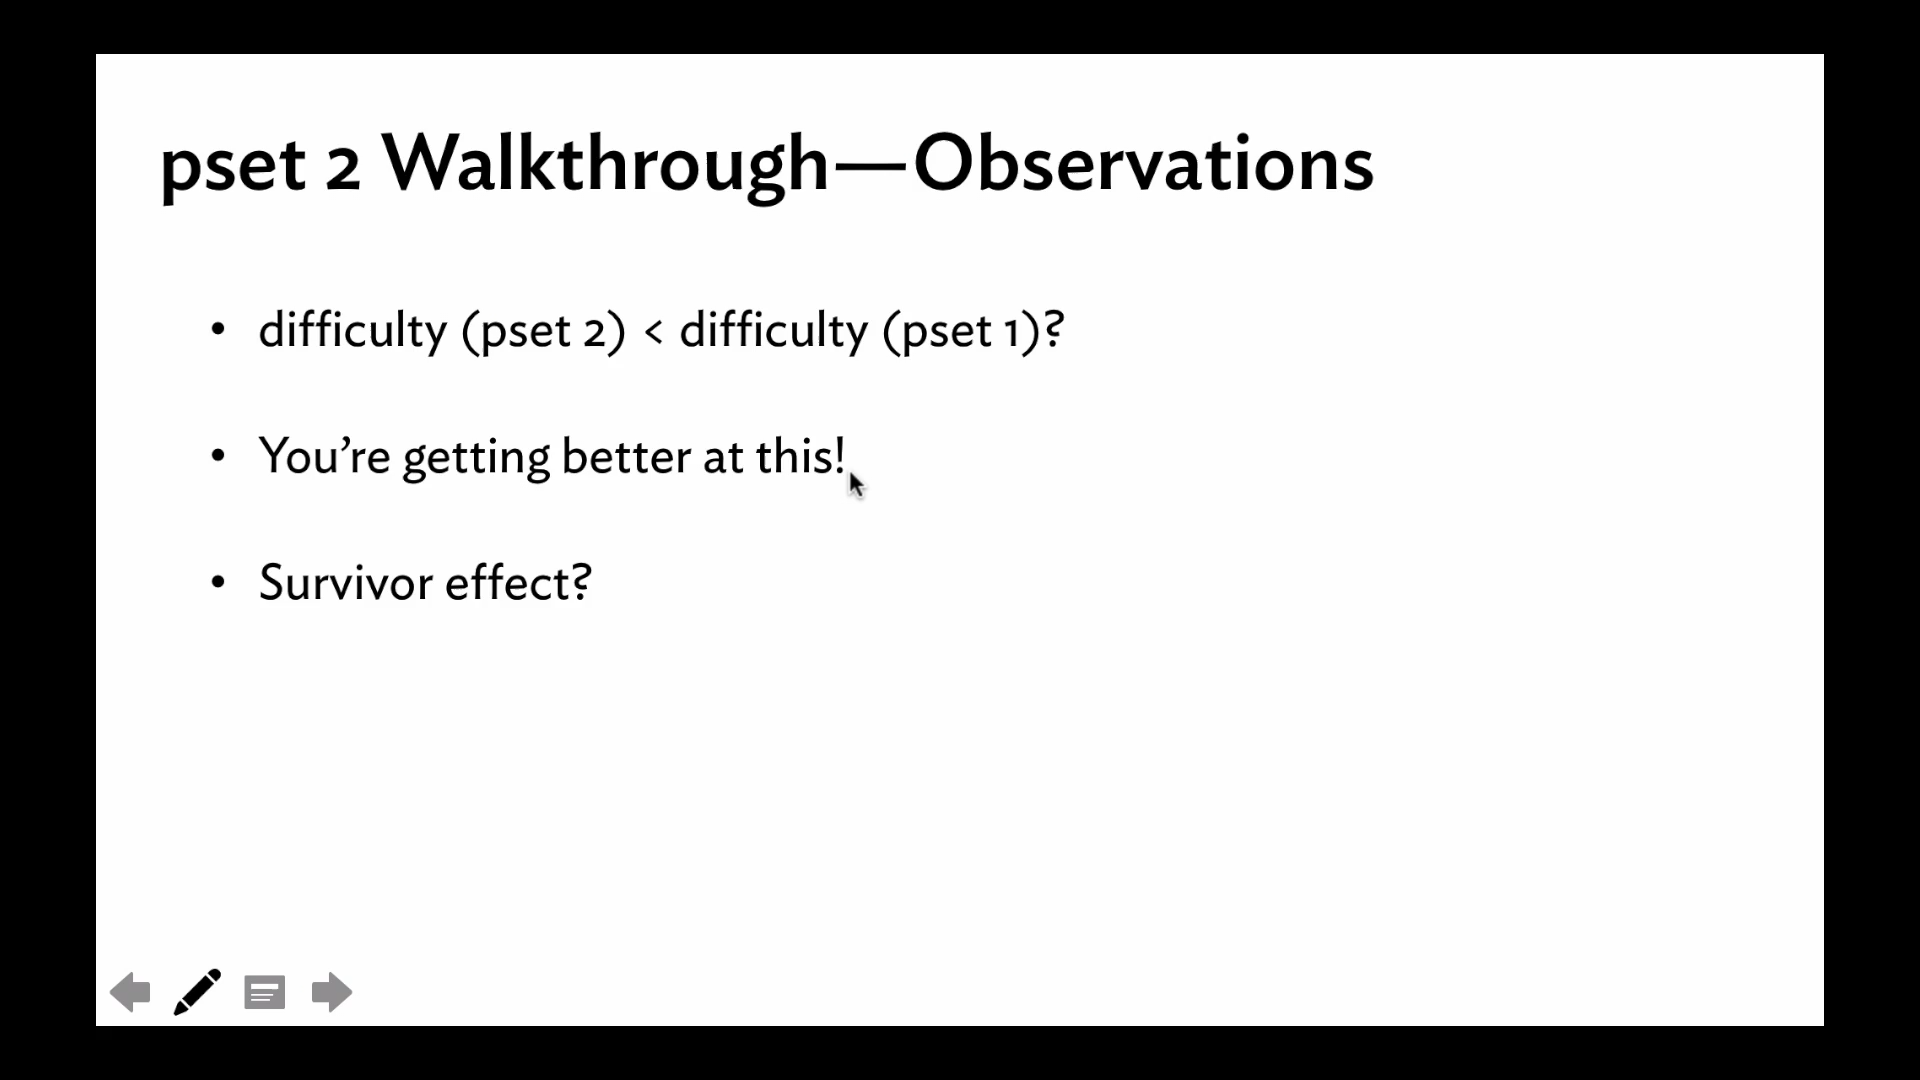 pset 2 Walkthrough—Observations
• difficulty (pset 2) < difficulty (pset 1)?
• You’re getting better at this!
• Survivor effect?